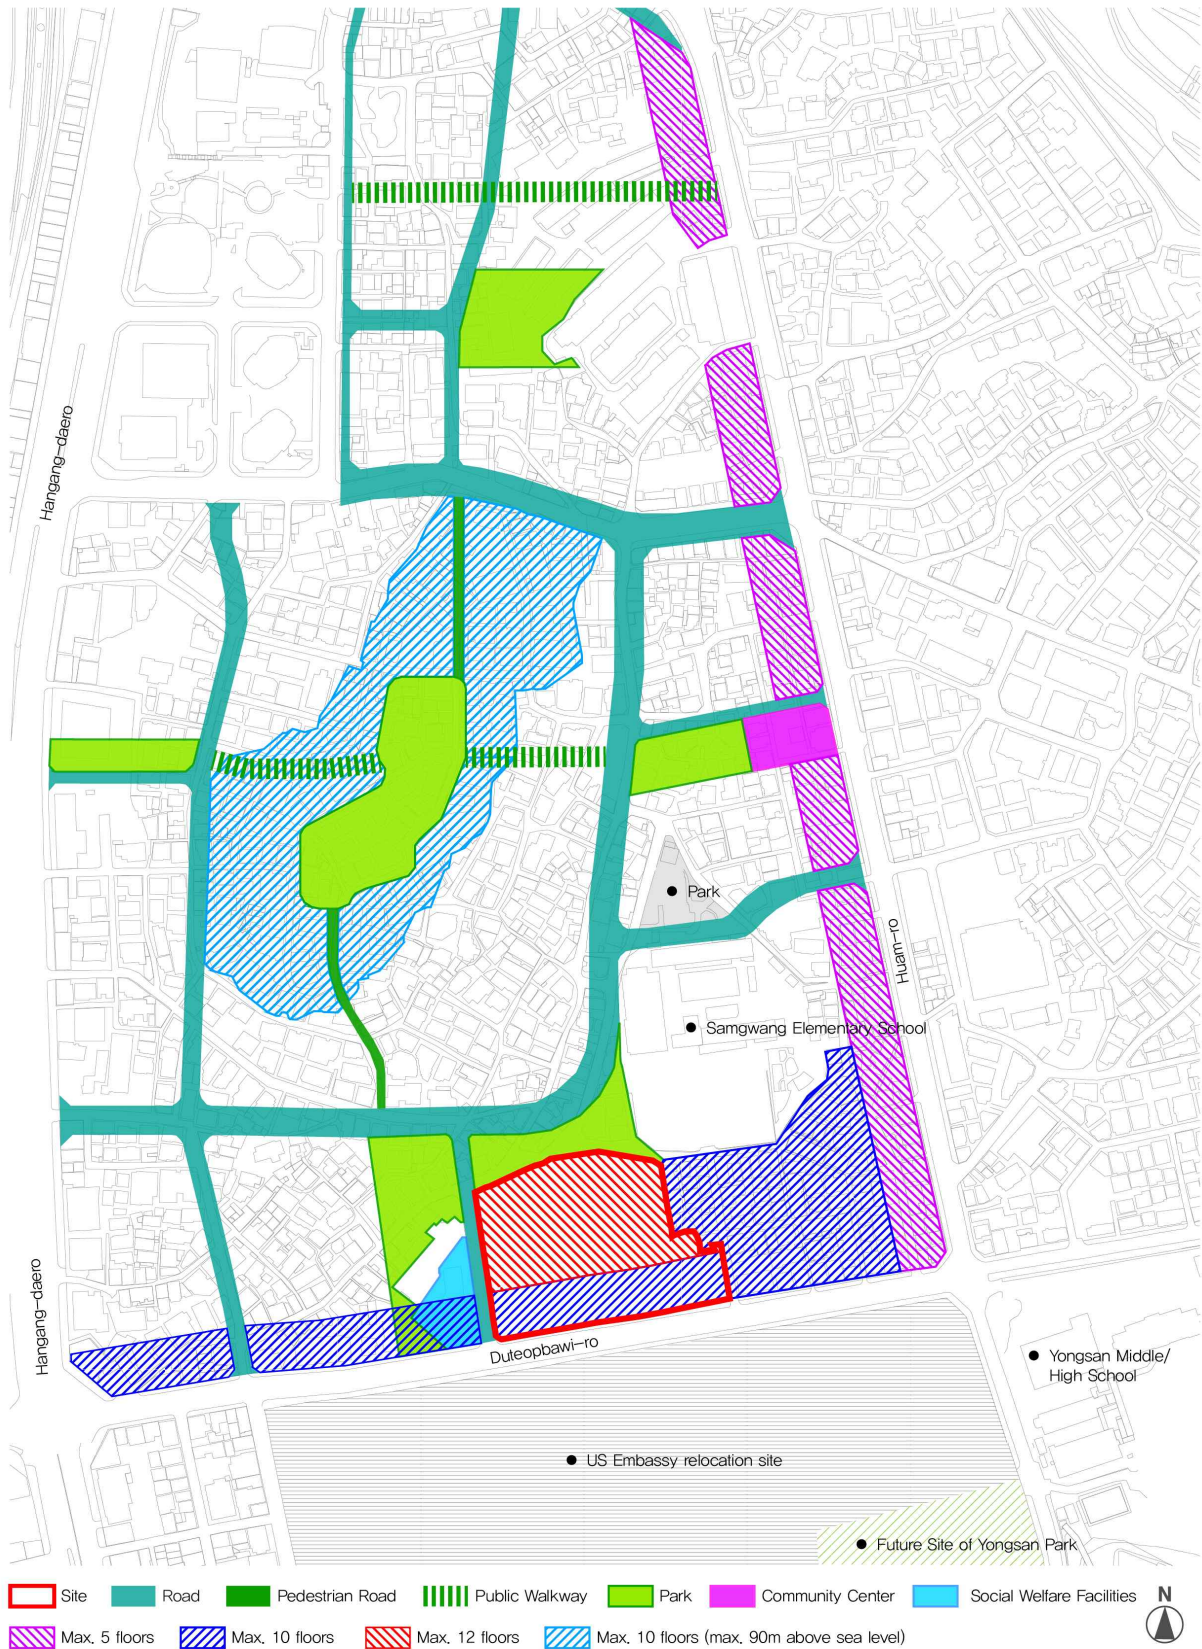 Hangang-daero
Park
Huam-ro
Samgwang Elementary School
Hangang-daero
Duteopbawi-ro
Yongsan Middle/
High School
US Embassy relocation site
Future Site of Yongsan Park
Site
Road
Pedestrian Road
Public Walkway
Park
Community Center
Social Welfare Facilities
N
Max. 5 floors
Max. 10 floors
Max. 12 floors
Max. 10 floors (max. 90m above sea level)